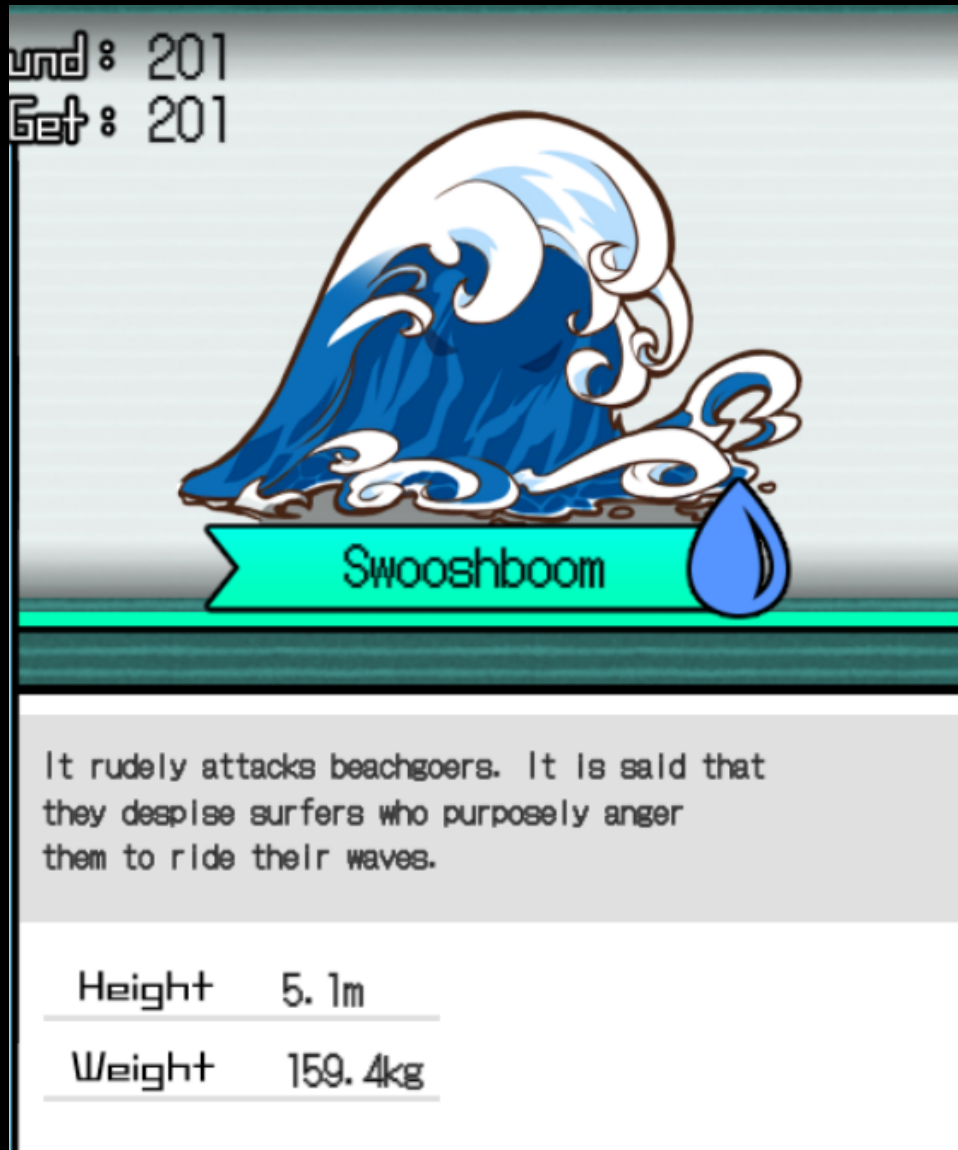 und: 201
Get: 201
Swooshboom
It rudely attacks beachgoers. It is said that
they despise surfers who purposely anger
them to ride their waves.
Height 5.1m
Weight 159.4kg